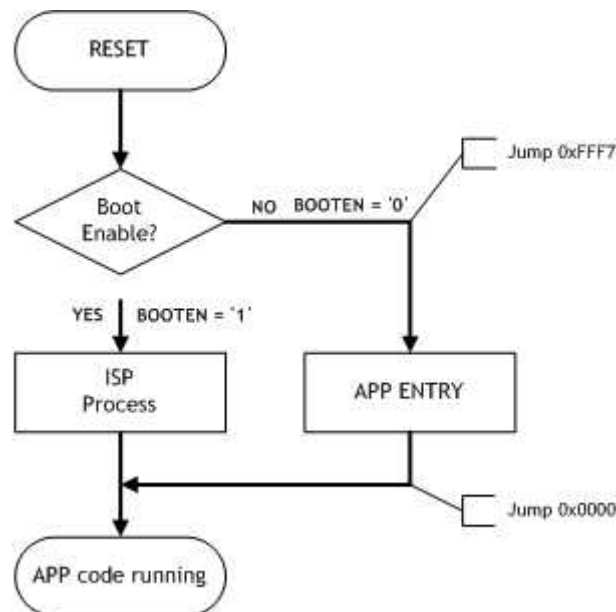 RESET
Jump 0xFFF7
Boot
Enable?
NO BOOTEN = '0'
YES BOOTEN = '1'
ISP
Process
APP ENTRY
Jump 0x0000
APP code running